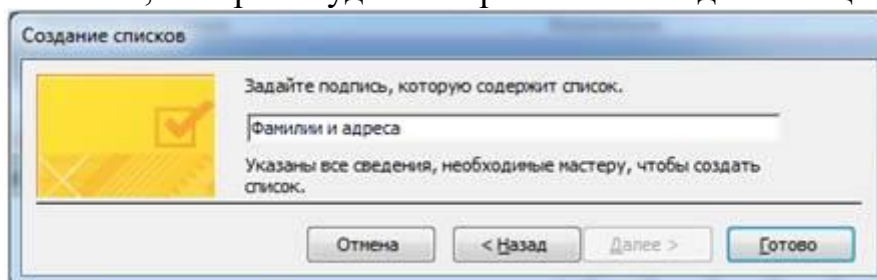 Создание списков
Задайте подпись, которую содержит список.
Фамилии и адреса
Указаны все сведения, необходимые мастеру, чтобы создать
список.
Отмена
< Назад
Далее >
Готово